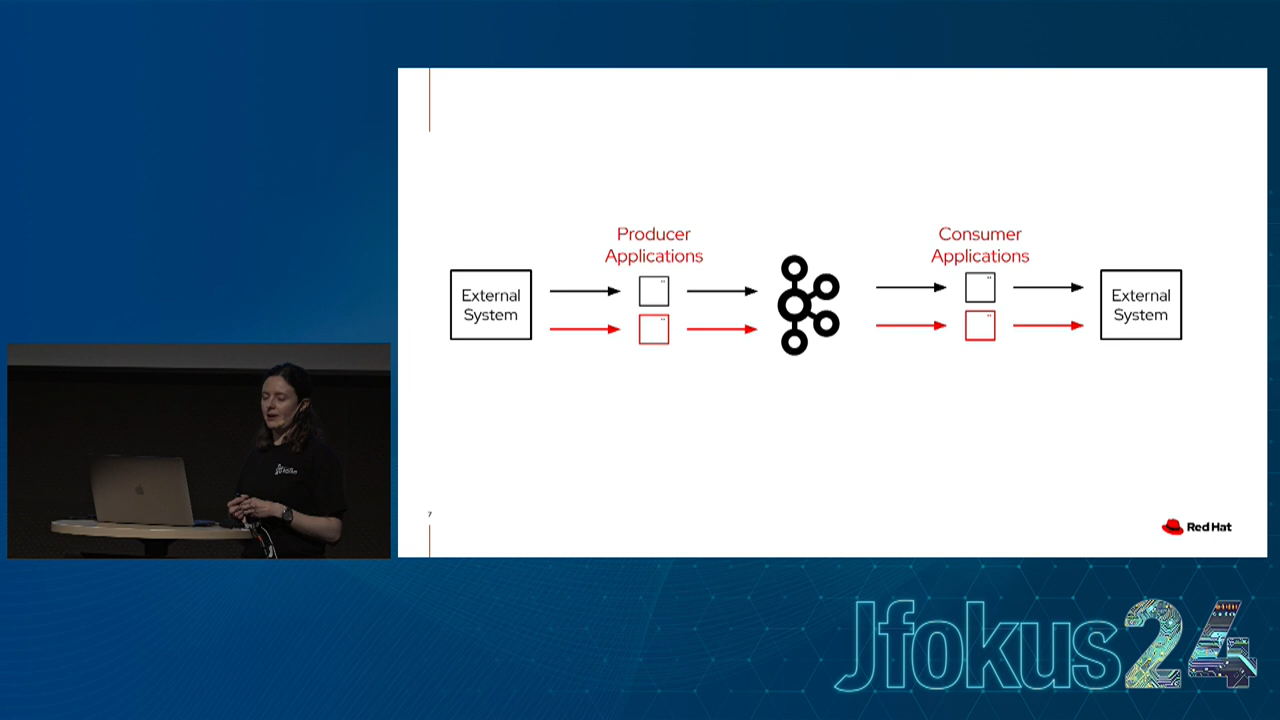 Producer
Applications
Consumer
Applications
External
System
External
System
7
Red Hat
Jfokus24